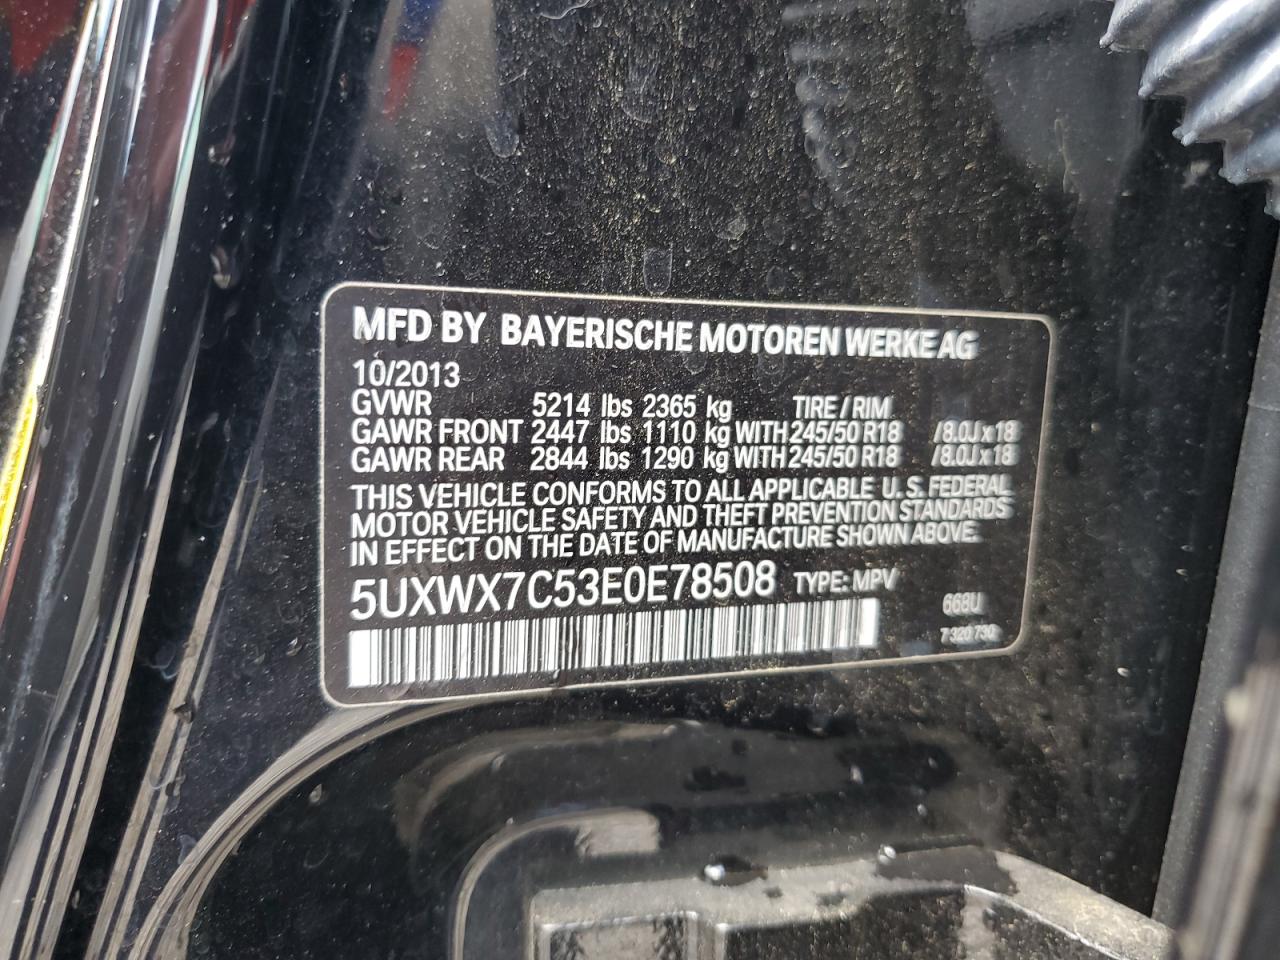 MFD BY BAYERISCHE MOTOREN WERKE AG
10/2013
GVWR 5214 lbs 2365 kg TIRE / RIM
GAWR FRONT 2447 lbs 1110 kg WITH 245/50 R18 /8.0J x 18
GAWR REAR 2844 lbs 1290 kg WITH 245/50 R18 /8.0J x 18
THIS VEHICLE CONFORMS TO ALL APPLICABLE U.S. FEDERAL
MOTOR VEHICLE SAFETY AND THEFT PREVENTION STANDARDS
IN EFFECT ON THE DATE OF MANUFACTURE SHOWN ABOVE.
5UXWX7C53E0E78508 TYPE: MPV
668U
7 320 730